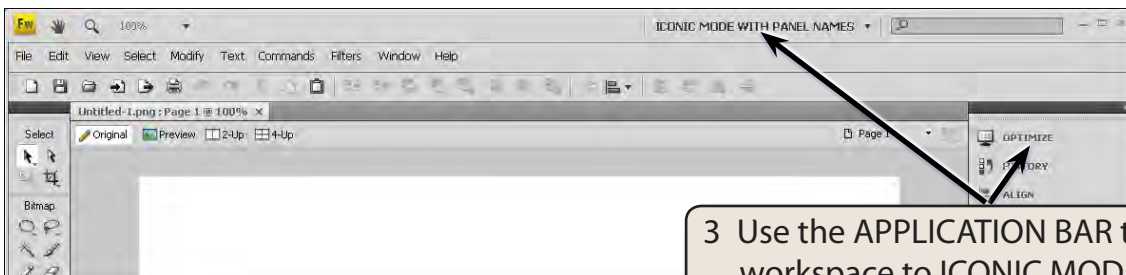 Fw 100% ICONIC MODE WITH PANEL NAMES
File Edit View Select Modify Text Commands Filters Window Help
Untitled-1.png : Page 1 @ 100% ×
Select Original Preview 2-Up 4-Up Page 1 OPTIMIZE
HISTORY
ALIGN
Bitmap
3 Use the APPLICATION BAR
workspace to ICONIC MOD